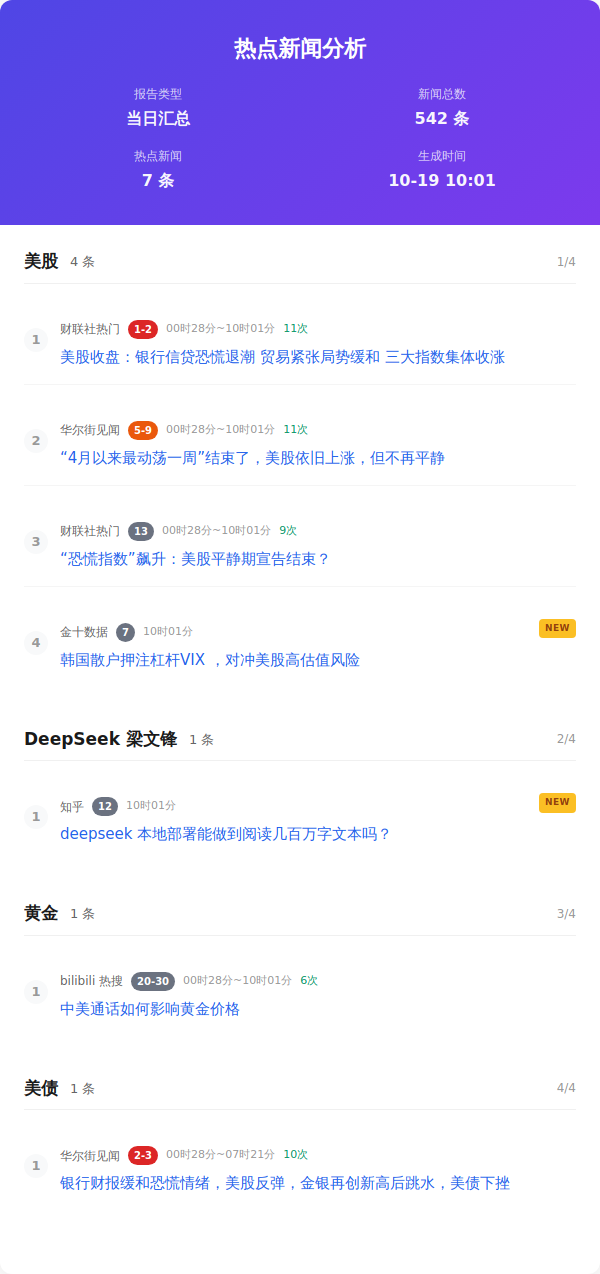 热点新闻分析
报告类型 新闻总数
当日汇总 542 条
热点新闻 生成时间
7 条 10-19 10:01
美股 4 条 1/4
财联社热门 1-2 00时28分~10时01分 11次
1
美股收盘：银行信贷恐慌退潮 贸易紧张局势缓和 三大指数集体收涨
华尔街见闻 5-9 00时28分~10时01分 11次
2
“4月以来最动荡一周”结束了，美股依旧上涨，但不再平静
财联社热门 13 00时28分~10时01分 9次
3
“恐慌指数”飙升：美股平静期宣告结束？
金十数据 7 10时01分 NEW
4
韩国散户押注杠杆VIX ，对冲美股高估值风险
DeepSeek 梁文锋 1 条 2/4
知乎 12 10时01分 NEW
1
deepseek 本地部署能做到阅读几百万字文本吗？
黄金 1 条 3/4
bilibili 热搜 20-30 00时28分~10时01分 6次
1
中美通话如何影响黄金价格
美债 1 条 4/4
华尔街见闻 2-3 00时28分~07时21分 10次
1
银行财报缓和恐慌情绪，美股反弹，金银再创新高后跳水，美债下挫